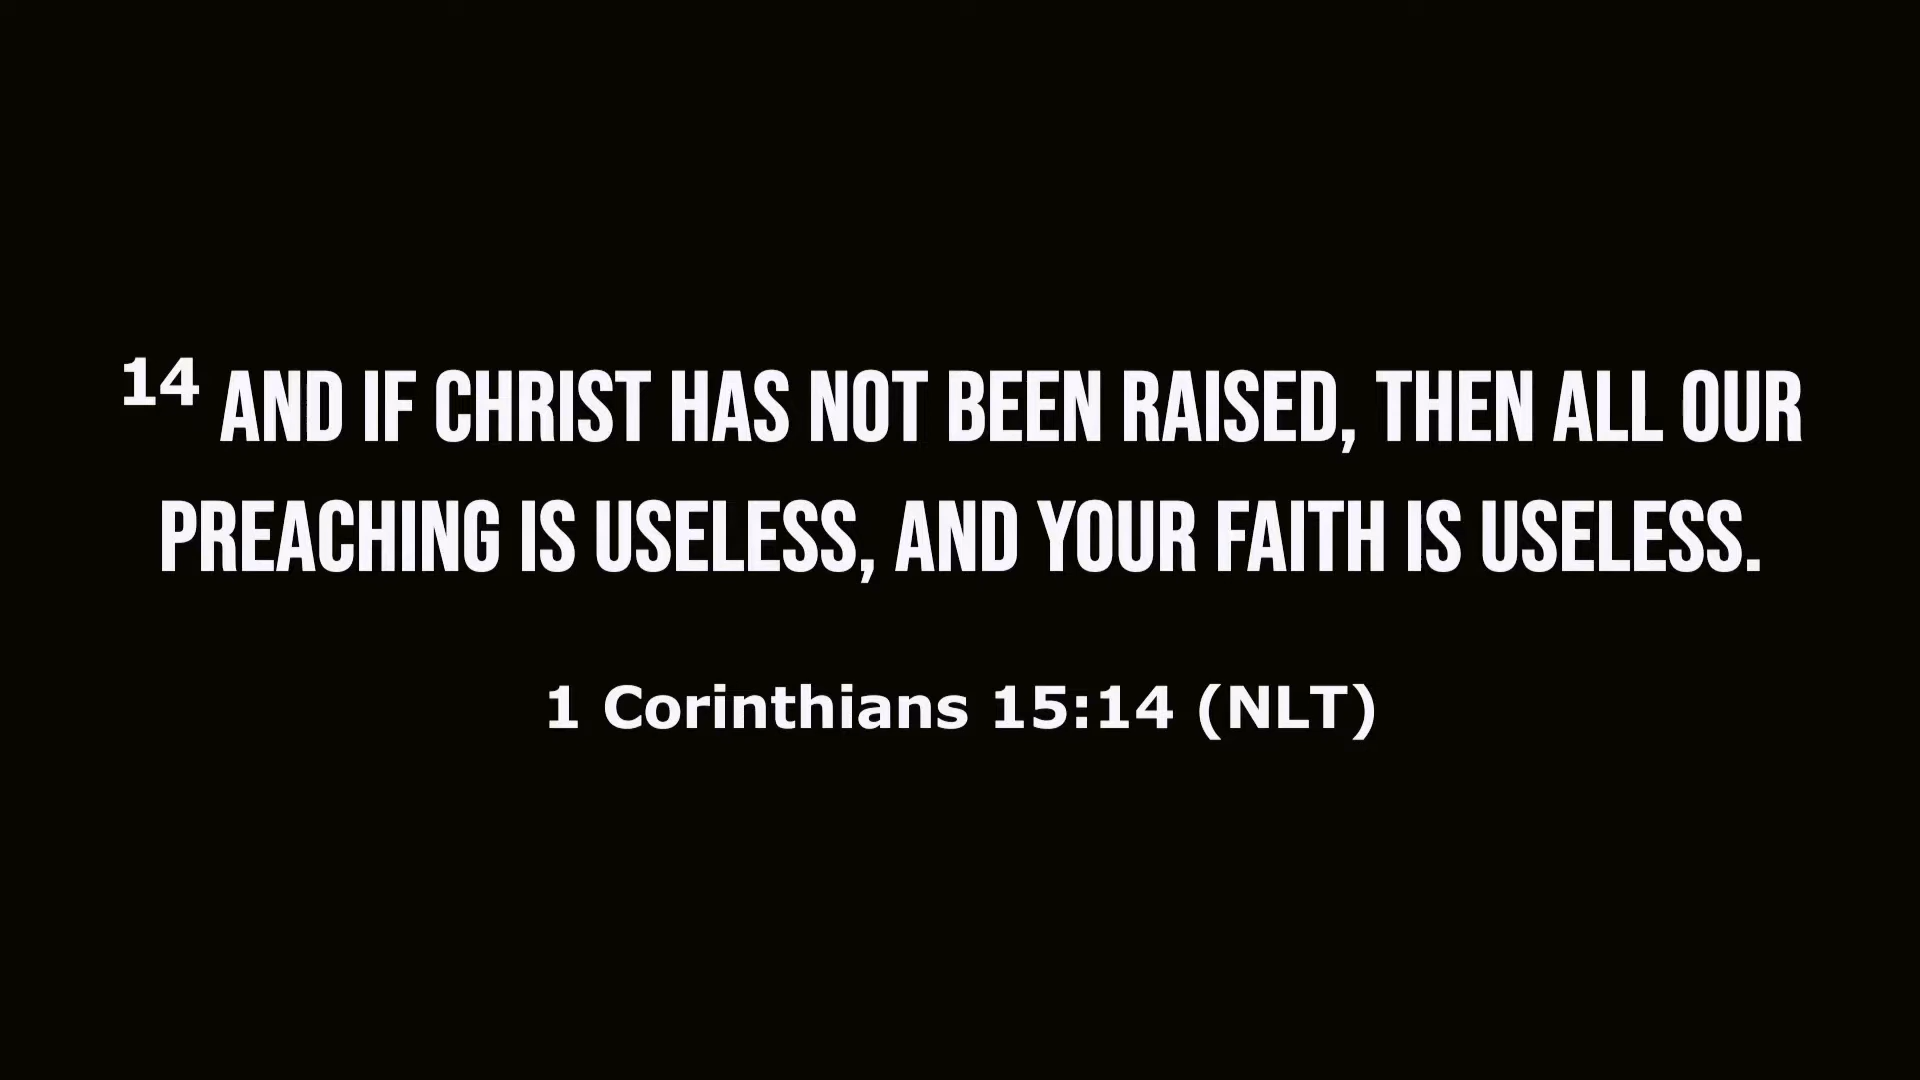 14 AND IF CHRIST HAS NOT BEEN RAISED, THEN ALL OUR
PREACHING IS USELESS, AND YOUR FAITH IS USELESS.
1 Corinthians 15:14 (NLT)